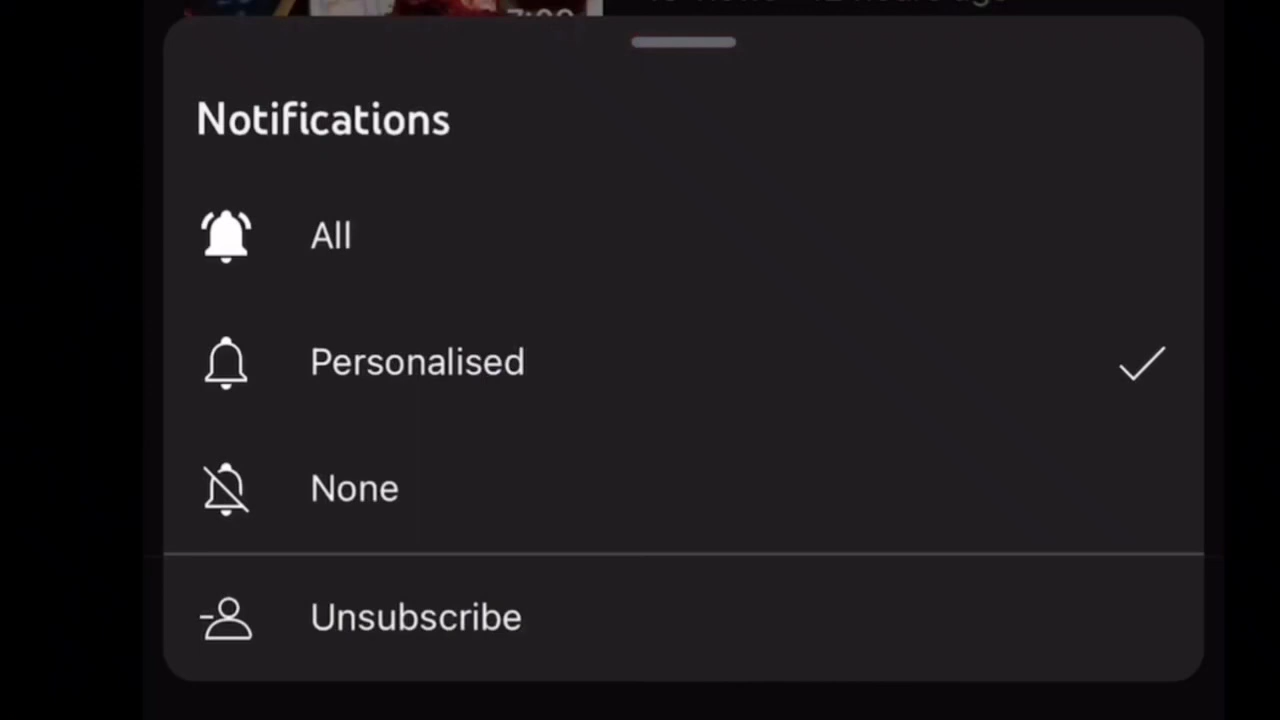 Notifications
All
Personalised
None
Unsubscribe